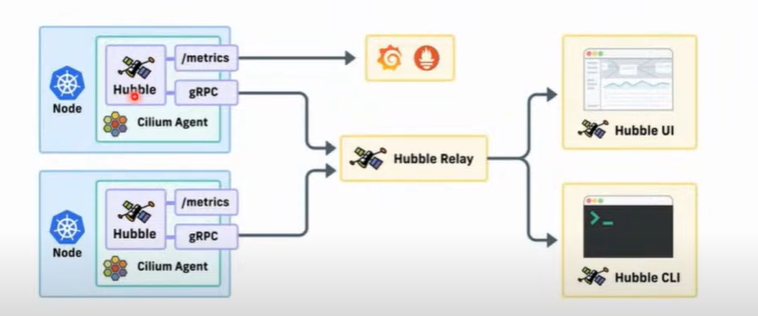 /metrics
Hubble
gRPC
Node
Cilium Agent
Hubble Relay
Hubble UI
/metrics
Hubble
gRPC
Node
Cilium Agent
>_
Hubble CLI